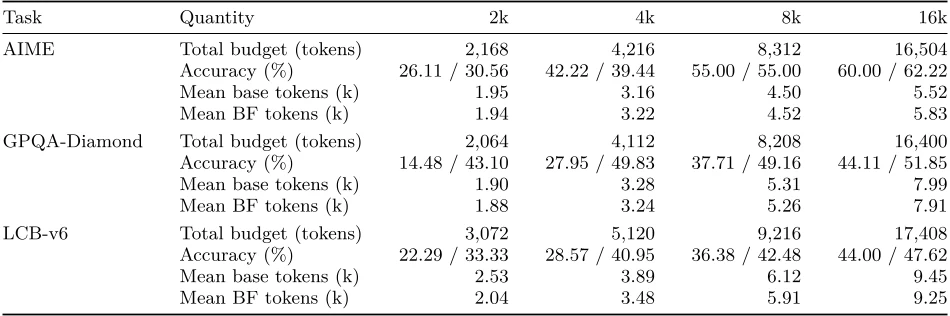 Task Quantity 2k 4k 8k 16k
AIME Total budget (tokens) 2,168 4,216 8,312 16,504
Accuracy (%) 26.11 / 30.56 42.22 / 39.44 55.00 / 55.00 60.00 / 62.22
Mean base tokens (k) 1.95 3.16 4.50 5.52
Mean BF tokens (k) 1.94 3.22 4.52 5.83
GPQA-Diamond Total budget (tokens) 2,064 4,112 8,208 16,400
Accuracy (%) 14.48 / 43.10 27.95 / 49.83 37.71 / 49.16 44.11 / 51.85
Mean base tokens (k) 1.90 3.28 5.31 7.99
Mean BF tokens (k) 1.88 3.24 5.26 7.91
LCB-v6 Total budget (tokens) 3,072 5,120 9,216 17,408
Accuracy (%) 22.29 / 33.33 28.57 / 40.95 36.38 / 42.48 44.00 / 47.62
Mean base tokens (k) 2.53 3.89 6.12 9.45
Mean BF tokens (k) 2.04 3.48 5.91 9.25